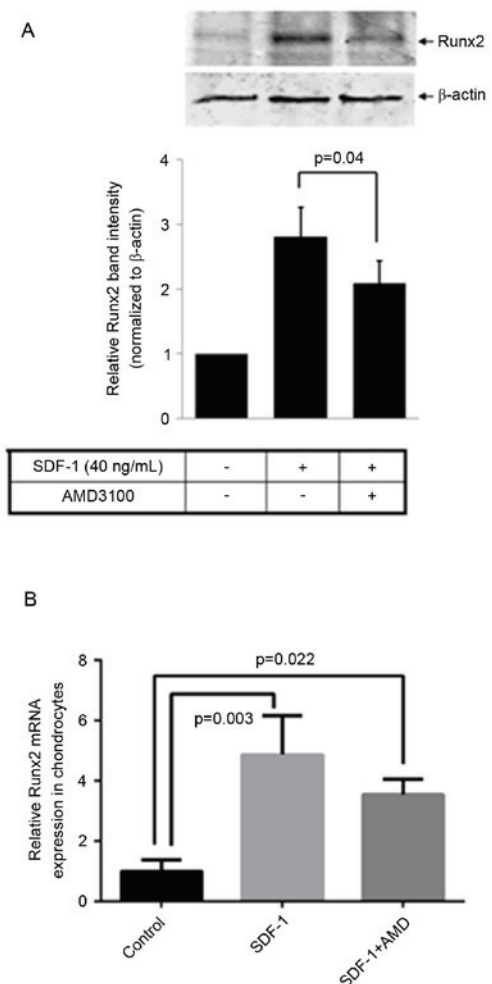 A
Runx2
β-actin
p=0.04
Relative Runx2 band intensity
(normalized to β-actin)
4
3
2
1
0
SDF-1 (40 ng/mL) - + +
AMD3100 - - +
B
p=0.022
p=0.003
Relative Runx2 mRNA
expression in chondrocytes
8
6
4
2
0
Control
SDF-1
SDF-1+AMD